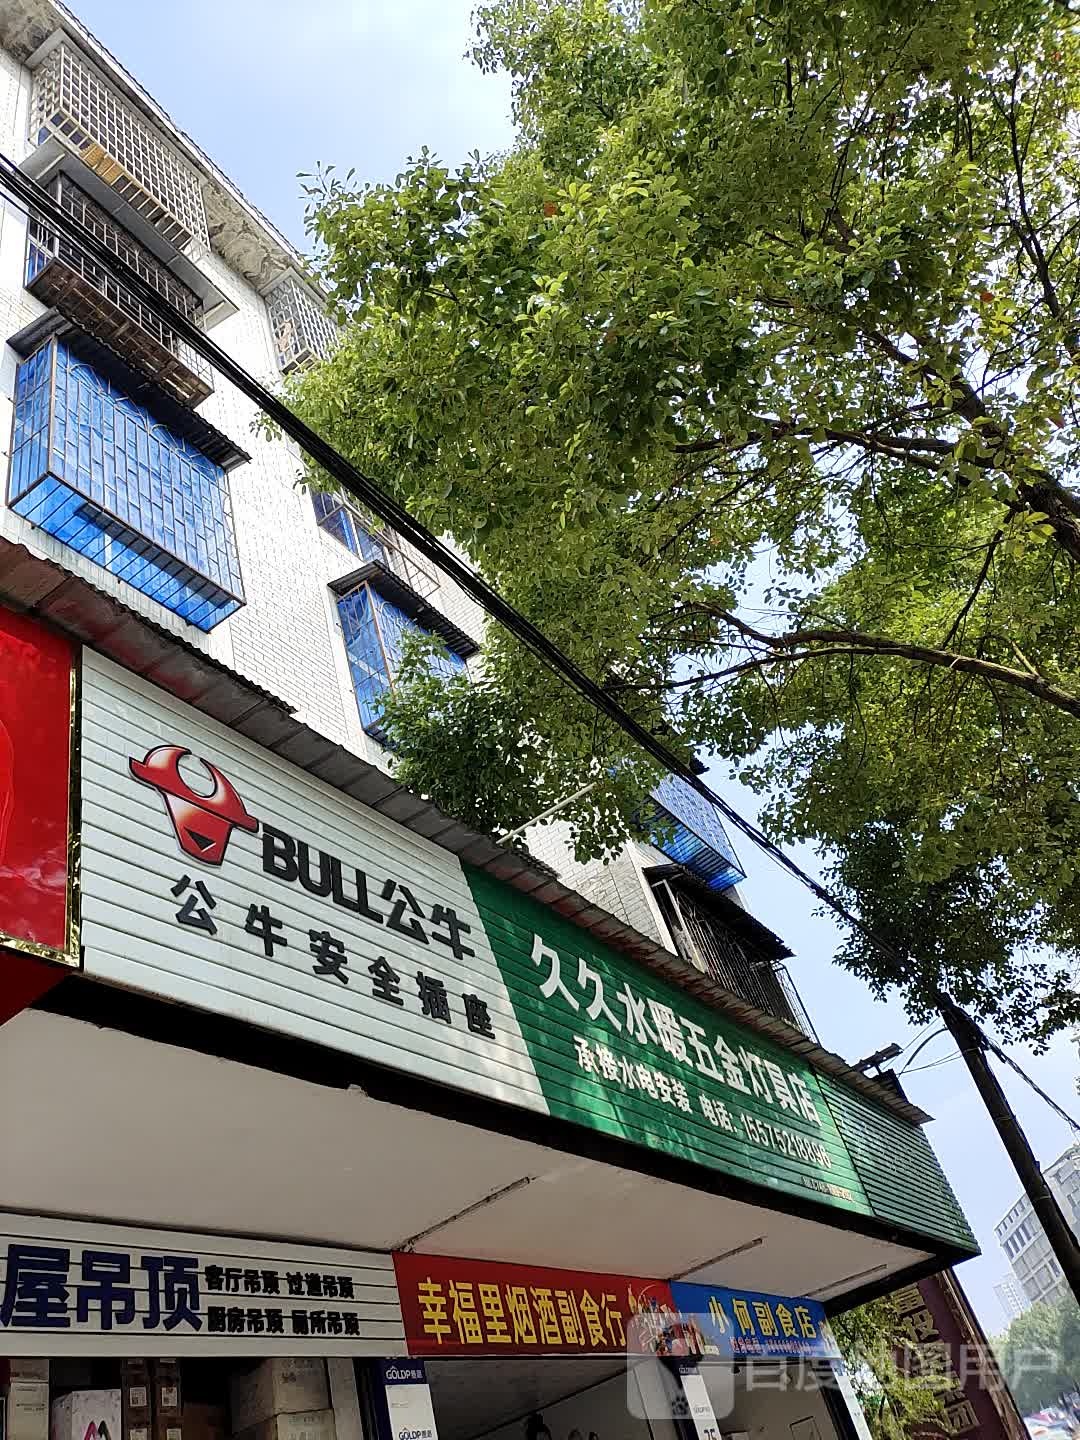 BULL公牛
公牛安全插座
久久水暖五金灯具店
承接水电安装 电话:15575218896
屋吊顶
客厅吊顶 过道吊顶
厨房吊顶 厕所吊顶
幸福里烟酒副食行
小何副食店
GOLDP
GOLDP
百度地图用户